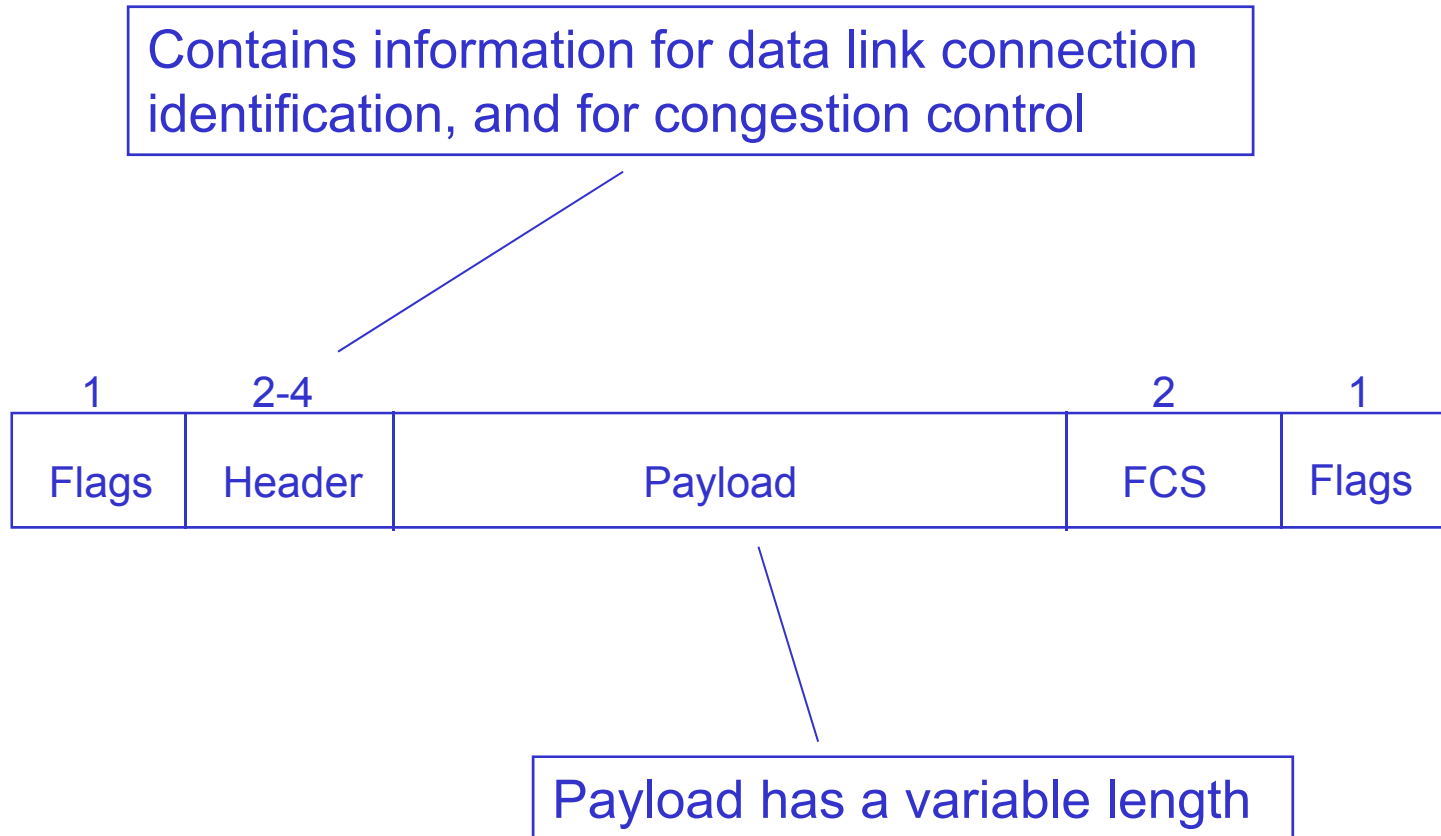 Contains information for data link connection
identification, and for congestion control
1 2-4 2 1
Flags Header Payload FCS Flags
Payload has a variable length